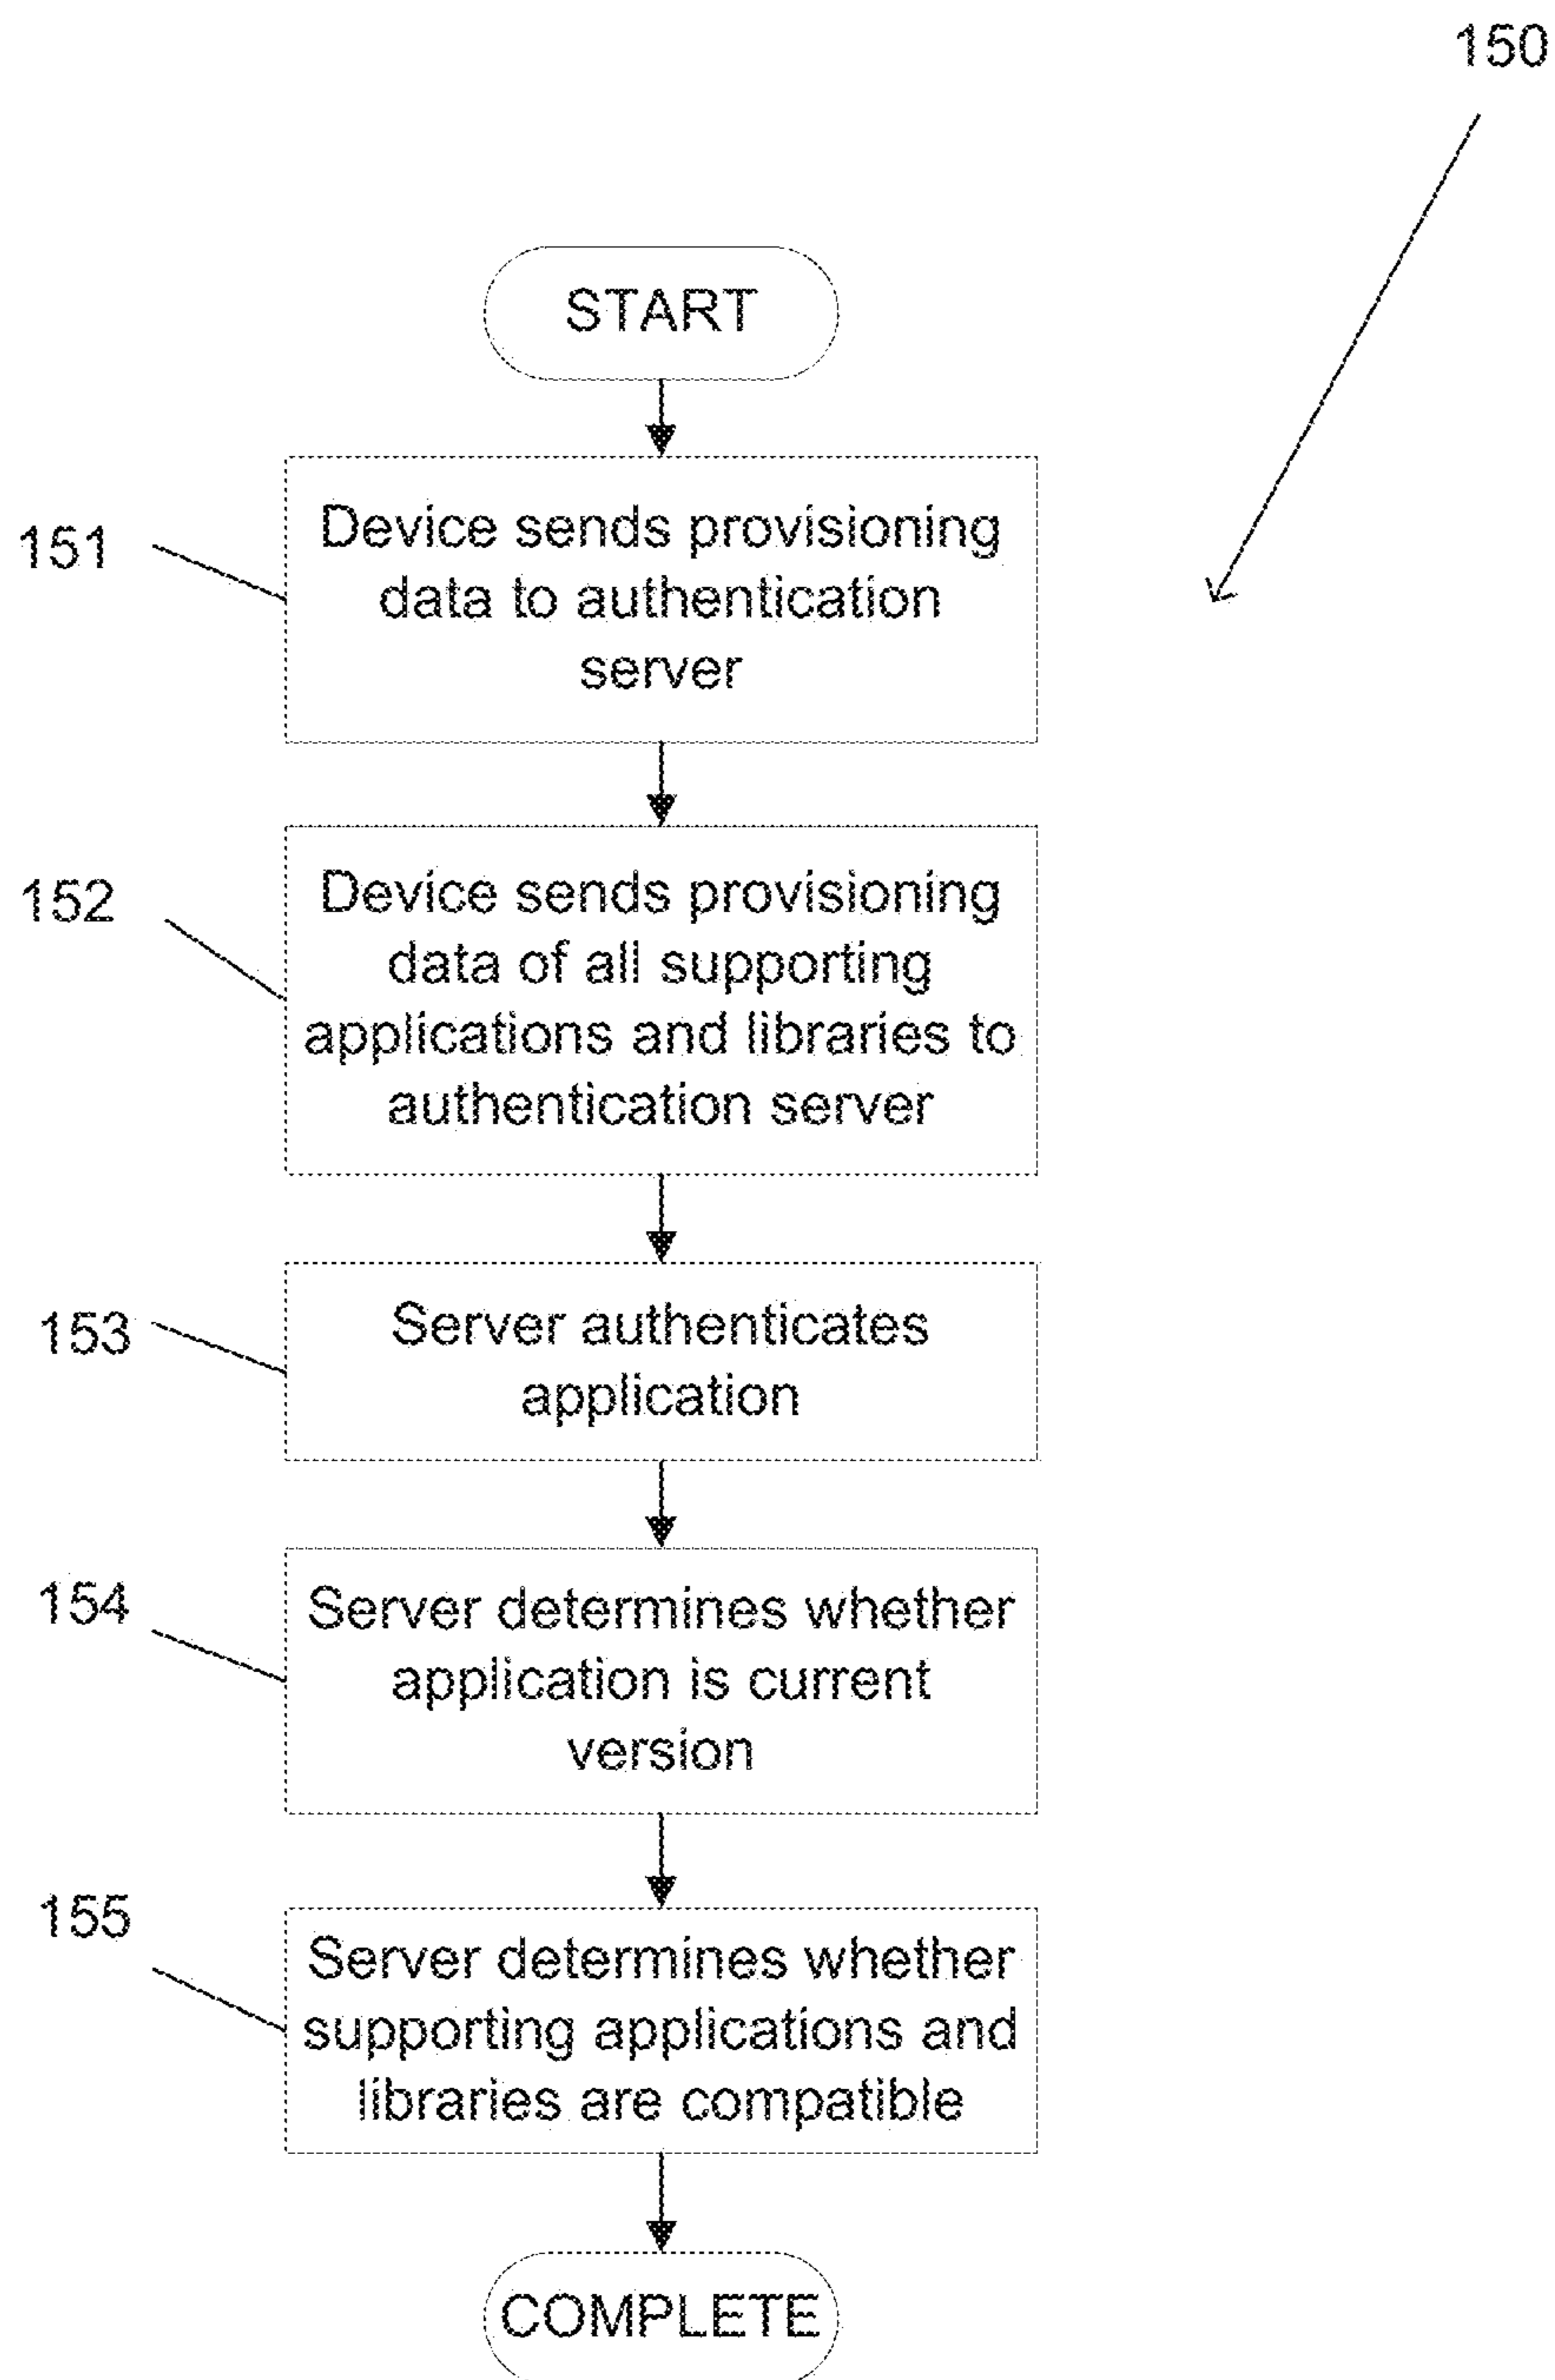 150
START
151
Device sends provisioning
data to authentication
server
152
Device sends provisioning
data of all supporting
applications and libraries to
authentication server
153
Server authenticates
application
154
Server determines whether
application is current
version
155
Server determines whether
supporting applications and
libraries are compatible
COMPLETE